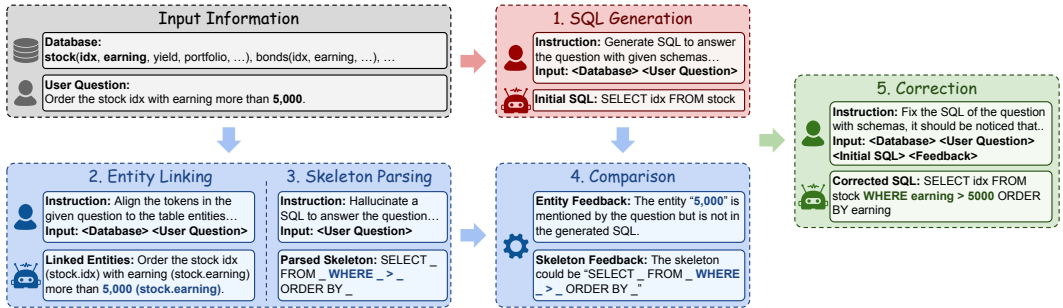 Input Information
Database:
stock(idx, earning, yield, portfolio, …), bonds(idx, earning, …), …
User Question:
Order the stock idx with earning more than 5,000.
1. SQL Generation
Instruction: Generate SQL to answer
the question with given schemas…
Input: <Database> <User Question>
Initial SQL: SELECT idx FROM stock
2. Entity Linking
Instruction: Align the tokens in the
given question to the table entities…
Input: <Database> <User Question>
Linked Entities: Order the stock idx
(stock.idx) with earning (stock.earning)
more than 5,000 (stock.earning).
3. Skeleton Parsing
Instruction: Hallucinate a
SQL to answer the question…
Input: <User Question>
Parsed Skeleton: SELECT _
FROM _ WHERE _ > _
ORDER BY _
4. Comparison
Entity Feedback: The entity “5,000” is
mentioned by the question but is not in
the generated SQL.
Skeleton Feedback: The skeleton
could be “SELECT _ FROM _ WHERE
_ > _ ORDER BY _”
5. Correction
Instruction: Fix the SQL of the question
with schemas, it should be noticed that..
Input: <Database> <User Question>
<Initial SQL> <Feedback>
Corrected SQL: SELECT idx FROM
stock WHERE earning > 5000 ORDER
BY earning